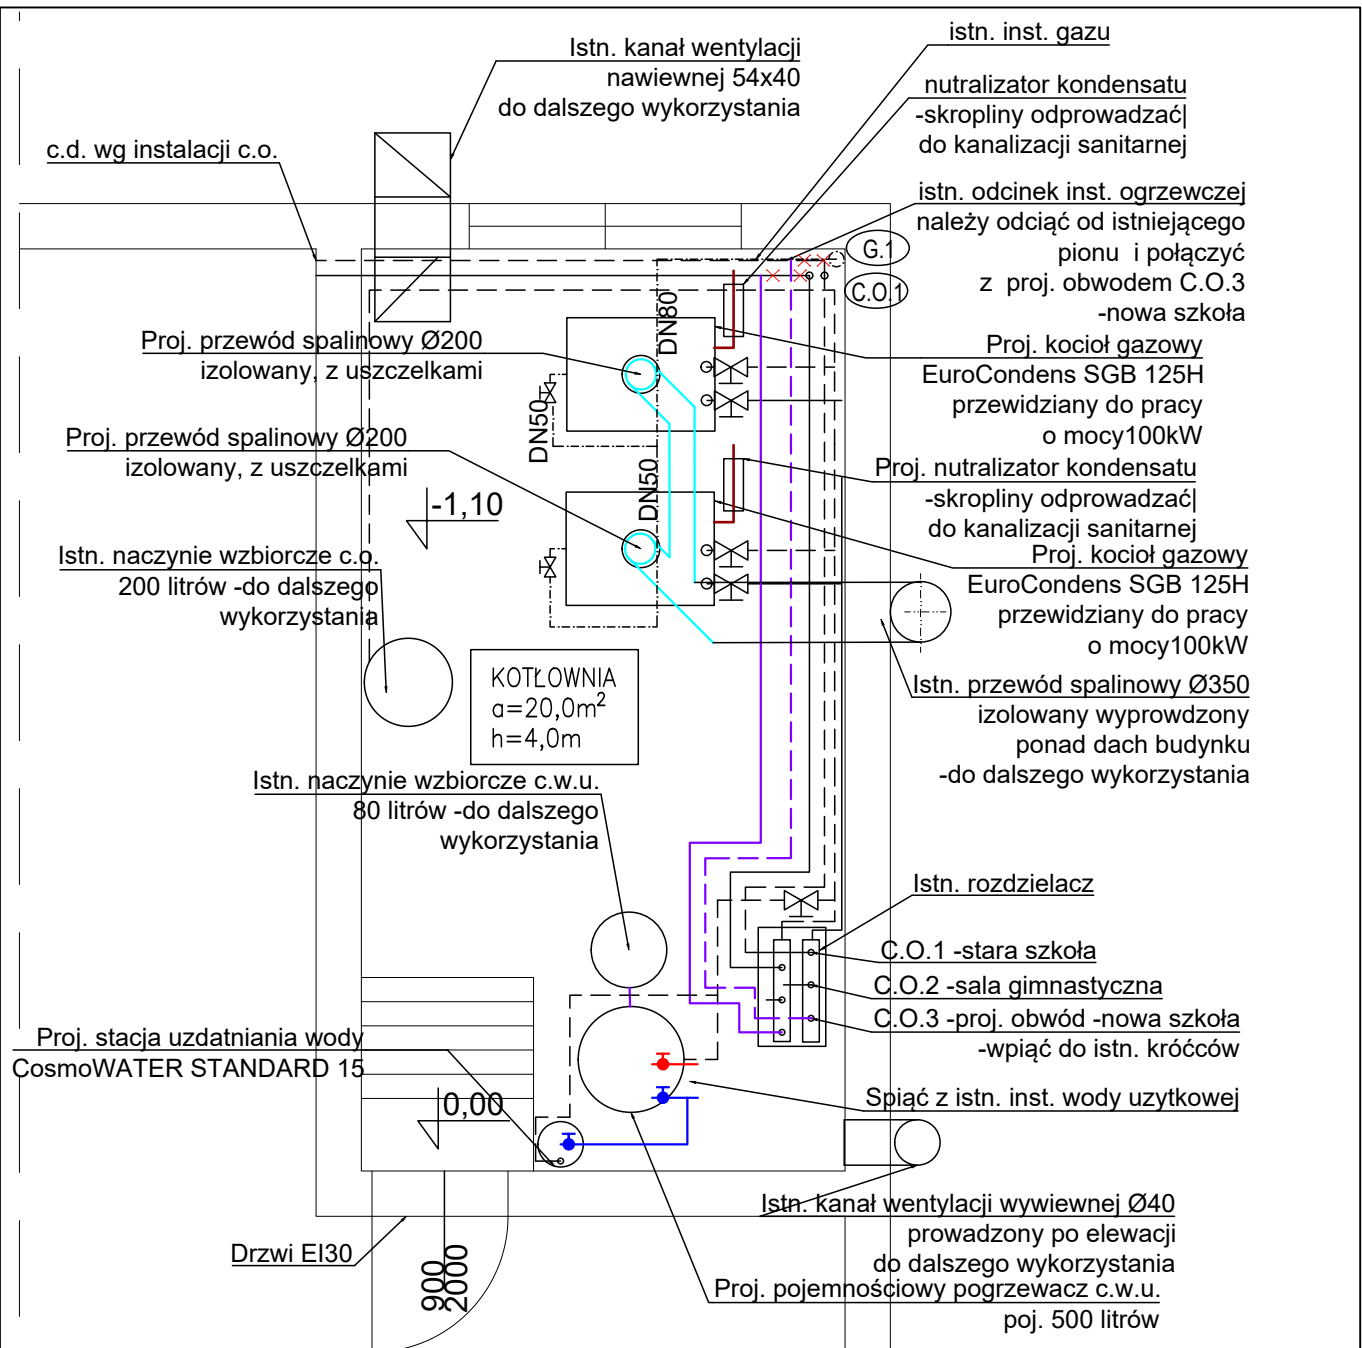 istn. inst. gazu
Istn. kanał wentylacji
nawiewnej 54x40
do dalszego wykorzystania
nutralizator kondensatu
-skropliny odprowadzać|
do kanalizacji sanitarnej
c.d. wg instalacji c.o.
istn. odcinek inst. ogrzewczej
należy odciąć od istniejącego
pionu i połączyć
z proj. obwodem C.O.3
-nowa szkoła
G.1
C.O.1
DN80
Proj. przewód spalinowy Ø200
izolowany, z uszczelkami
Proj. kocioł gazowy
EuroCondens SGB 125H
przewidziany do pracy
o mocy100kW
DN50
Proj. przewód spalinowy Ø200
izolowany, z uszczelkami
DN50
Proj. nutralizator kondensatu
-skropliny odprowadzać|
do kanalizacji sanitarnej
-1,10
Istn. naczynie wzbiorcze c.o.
200 litrów -do dalszego
wykorzystania
Proj. kocioł gazowy
EuroCondens SGB 125H
przewidziany do pracy
o mocy100kW
KOTŁOWNIA
a=20,0m²
h=4,0m
Istn. przewód spalinowy Ø350
izolowany wyprowdzony
ponad dach budynku
-do dalszego wykorzystania
Istn. naczynie wzbiorcze c.w.u.
80 litrów -do dalszego
wykorzystania
Istn. rozdzielacz
C.O.1 -stara szkoła
C.O.2 -sala gimnastyczna
C.O.3 -proj. obwód -nowa szkoła
-wpiąć do istn. króćców
Proj. stacja uzdatniania wody
CosmoWATER STANDARD 15
0,00
Spiąć z istn. inst. wody uzytkowej
Istn. kanał wentylacji wywiewnej Ø40
prowadzony po elewacji
do dalszego wykorzystania
Drzwi EI30
900
2000
Proj. pojemnościowy pogrzewacz c.w.u.
poj. 500 litrów